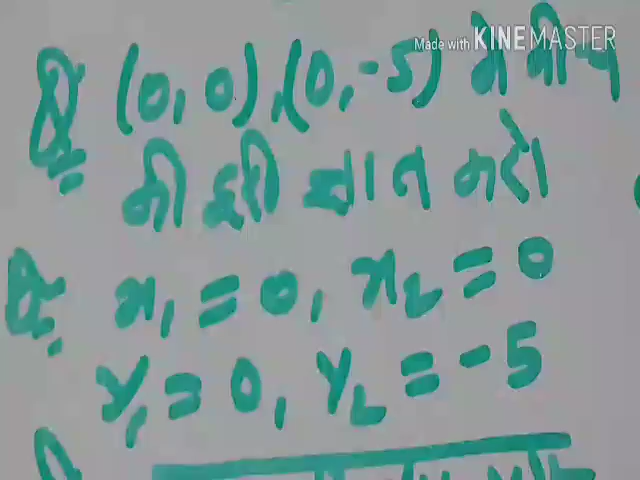 Made with KINEMASTER
Q. (0, 0), (0, -5) के बीच
की दूरी ज्ञात करो
x₁ = 0, x₂ = 0
y₁ = 0, y₂ = -5